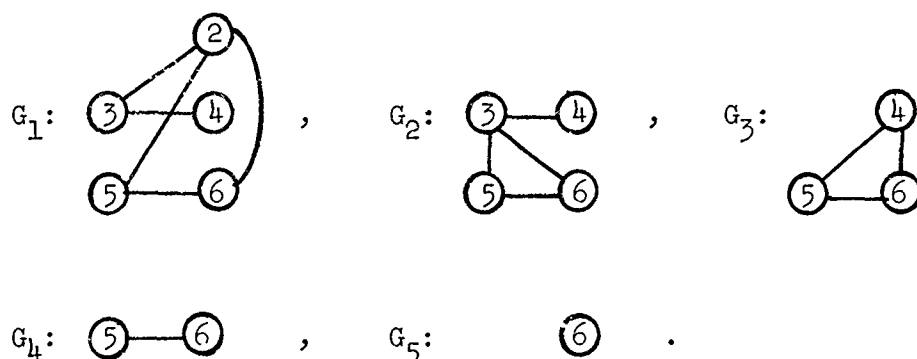 2
G₁: 3 4 , G₂: 3 4 , G₃: 4
5 6 5 6 5 6
G₄: 5 6 , G₅: 6 .